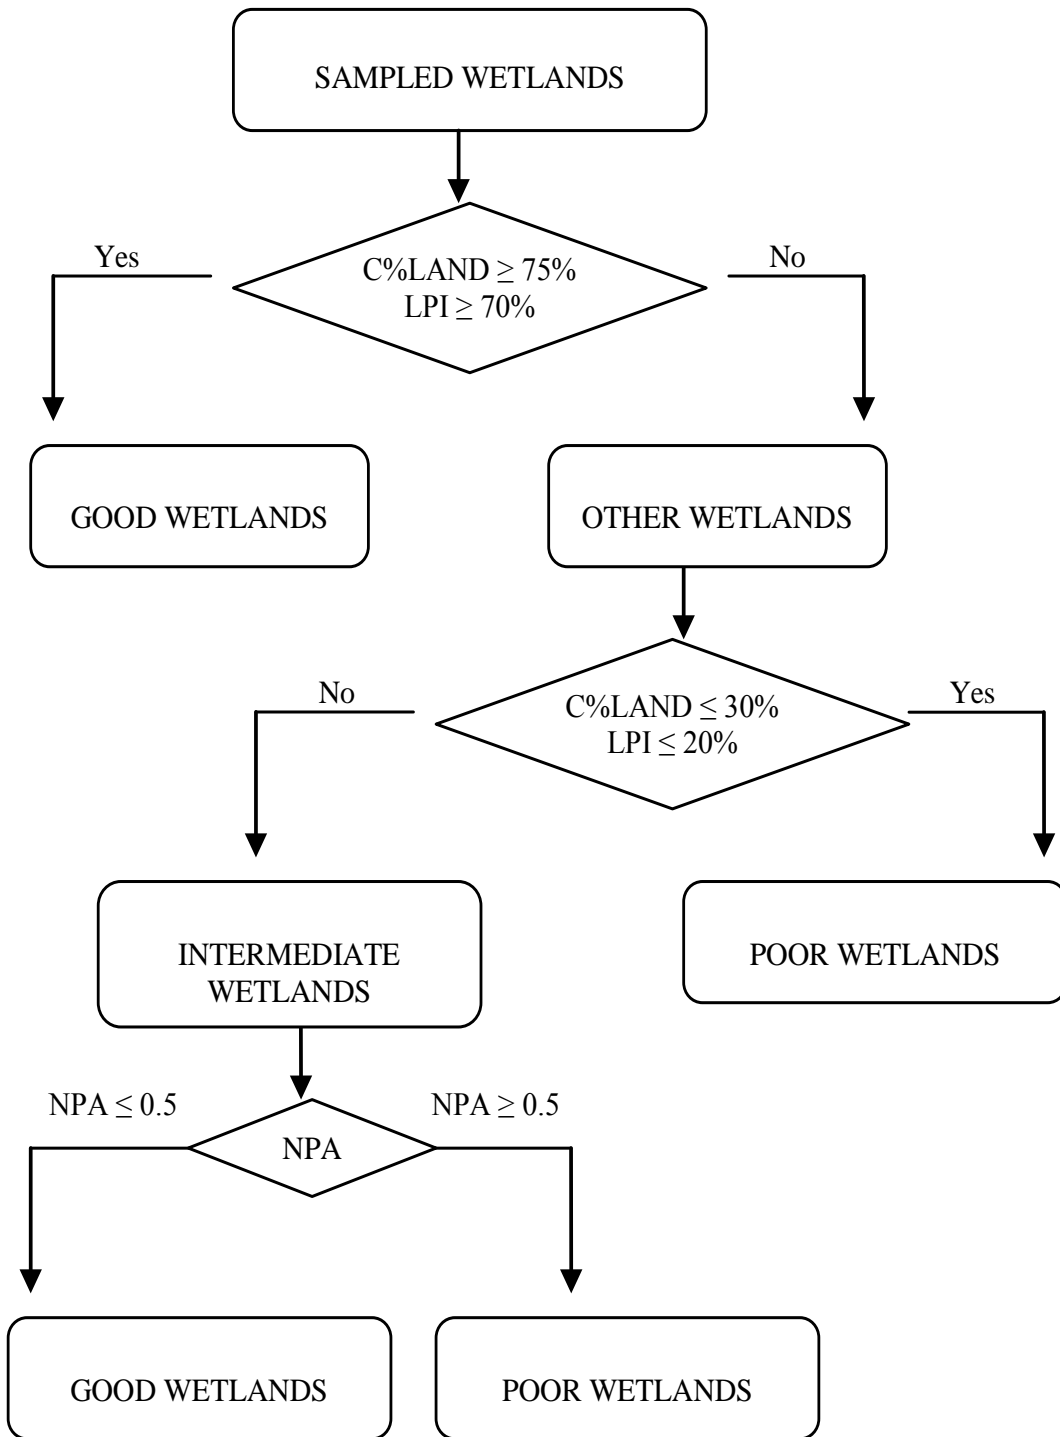 SAMPLED WETLANDS
Yes
C%LAND ≥ 75%
LPI ≥ 70%
No
GOOD WETLANDS
OTHER WETLANDS
No
C%LAND ≤ 30%
LPI ≤ 20%
Yes
INTERMEDIATE
WETLANDS
POOR WETLANDS
NPA ≤ 0.5
NPA ≥ 0.5
NPA
GOOD WETLANDS
POOR WETLANDS